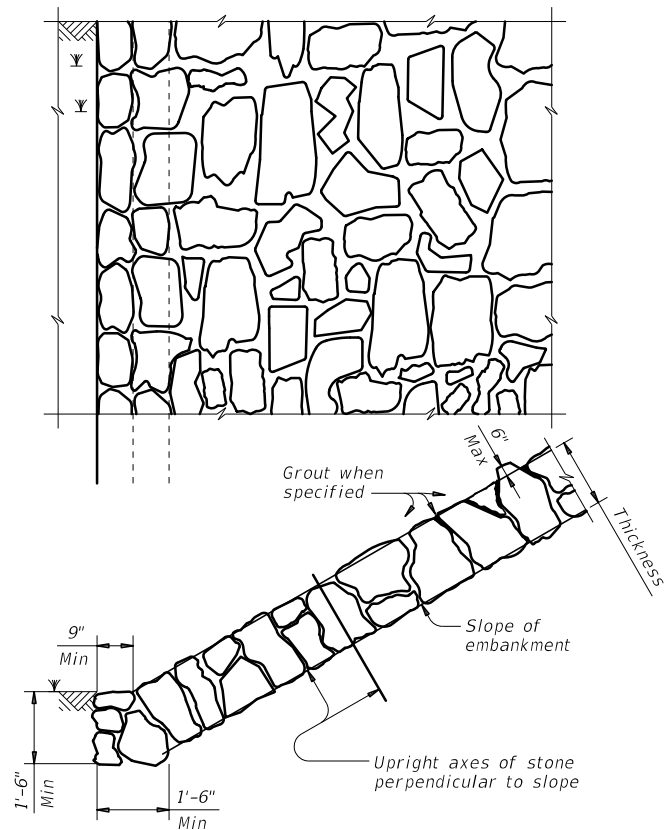 6"
Max
Grout when
specified
Thickness
Slope of
embankment
9"
Min
1'-6"
Min
Upright axes of stone
perpendicular to slope
1'-6"
Min